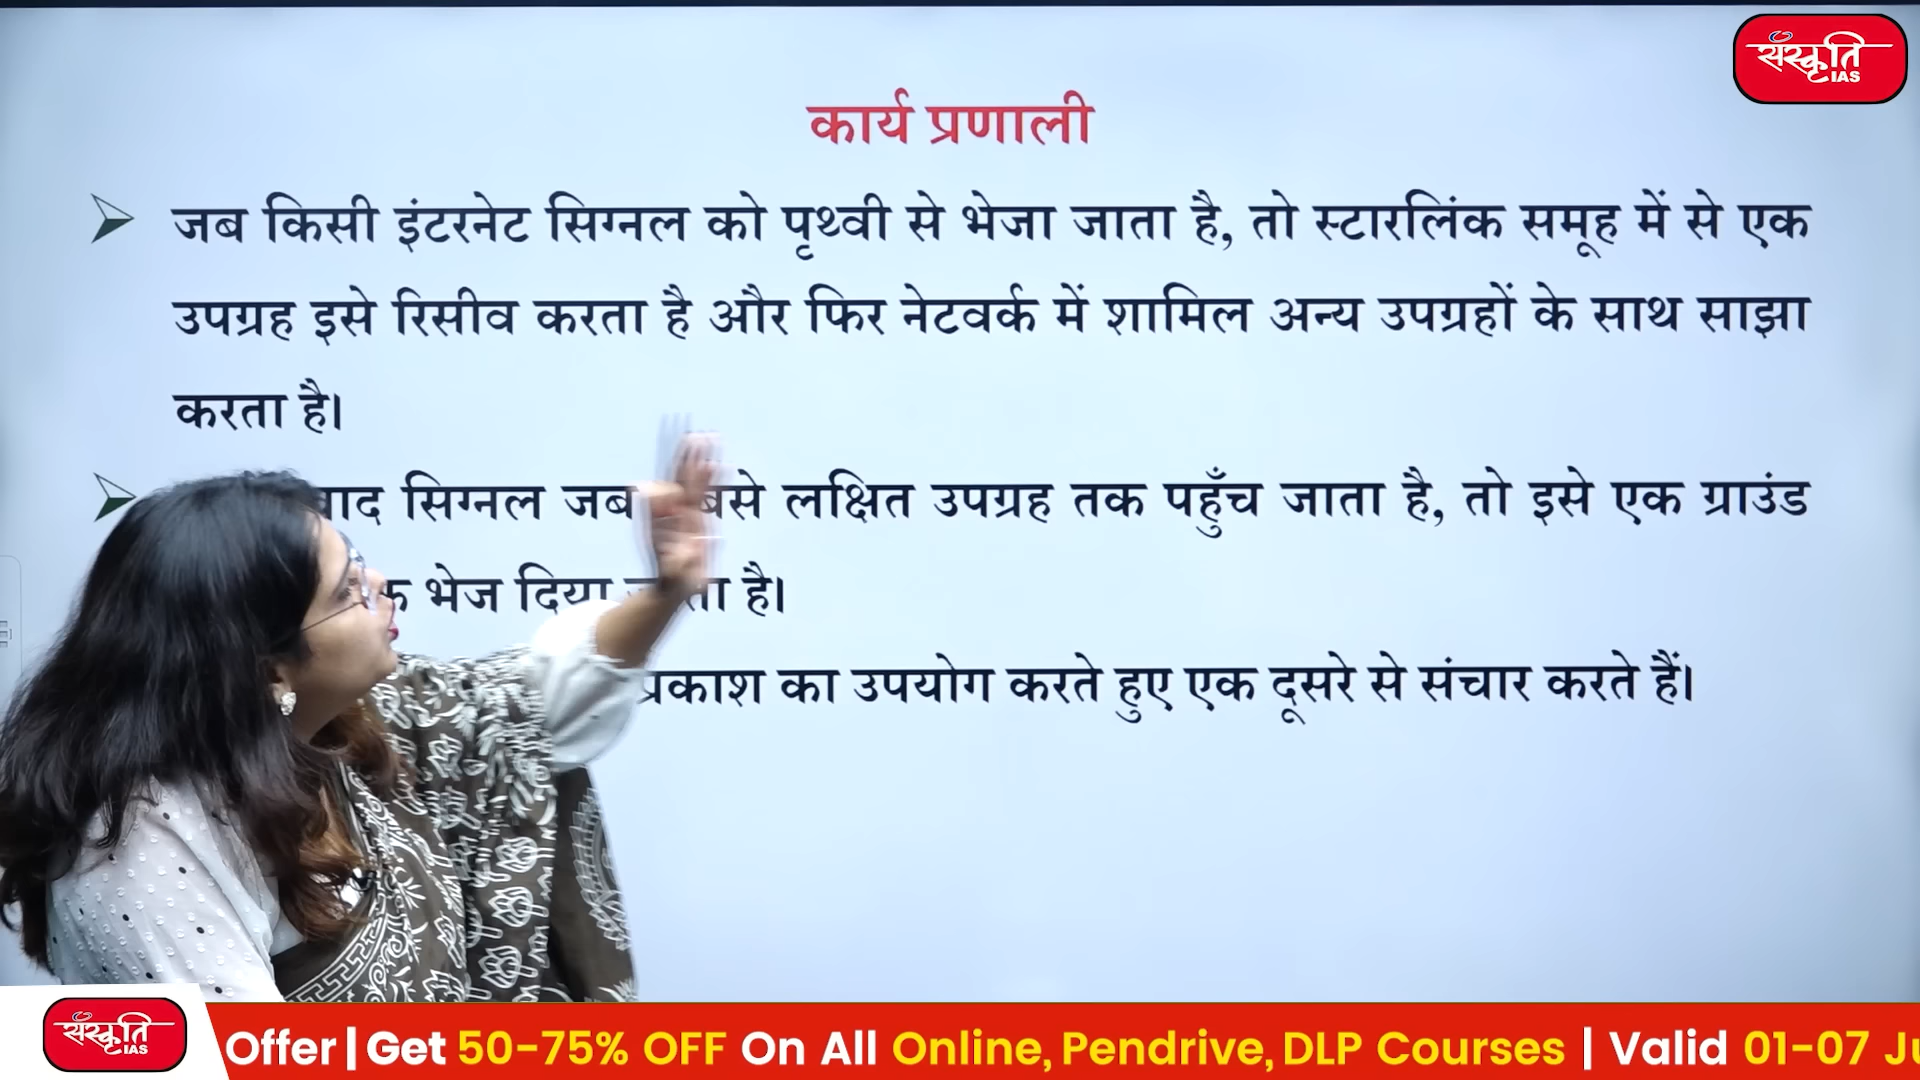 संस्कृति
IAS
कार्य प्रणाली
जब किसी इंटरनेट सिग्नल को पृथ्वी से भेजा जाता है, तो स्टारलिंक समूह में से एक
उपग्रह इसे रिसीव करता है और फिर नेटवर्क में शामिल अन्य उपग्रहों के साथ साझा
करता है।
सिग्नल जब लक्षित उपग्रह तक पहुँच जाता है, तो इसे एक ग्राउंड
भेज दिया है।
प्रकाश का उपयोग करते हुए एक दूसरे से संचार करते हैं।
संस्कृति
IAS
Offer | Get 50-75% OFF On All Online, Pendrive, DLP Courses | Valid 01-07